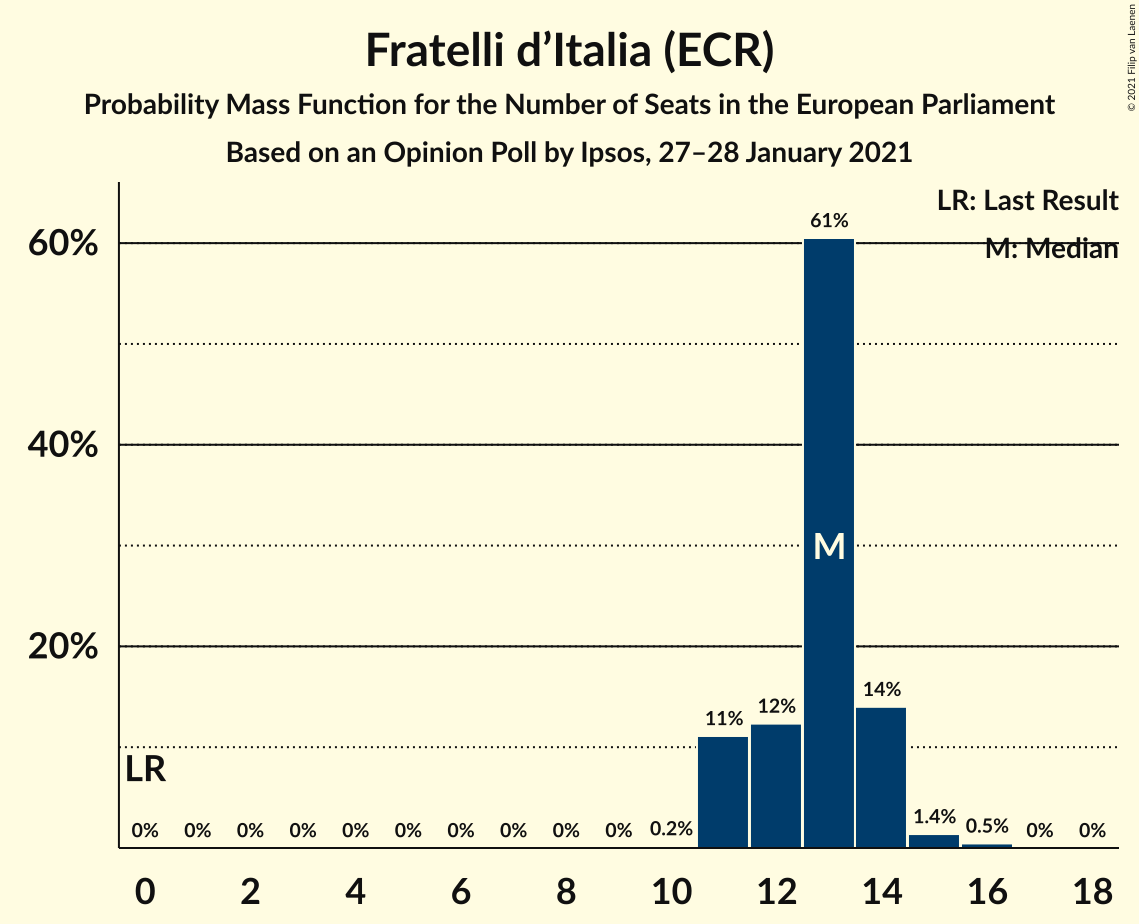 Fratelli d’Italia (ECR)
Probability Mass Function for the Number of Seats in the European Parliament
Based on an Opinion Poll by Ipsos, 27–28 January 2021
© 2021 Filip van Laenen
LR: Last Result
M: Median
60%
40%
20%
61%
M
14%
12%
11%
LR
0% 0% 0% 0% 0% 0% 0% 0% 0% 0% 0.2% 1.4% 0.5% 0% 0%
0 2 4 6 8 10 12 14 16 18